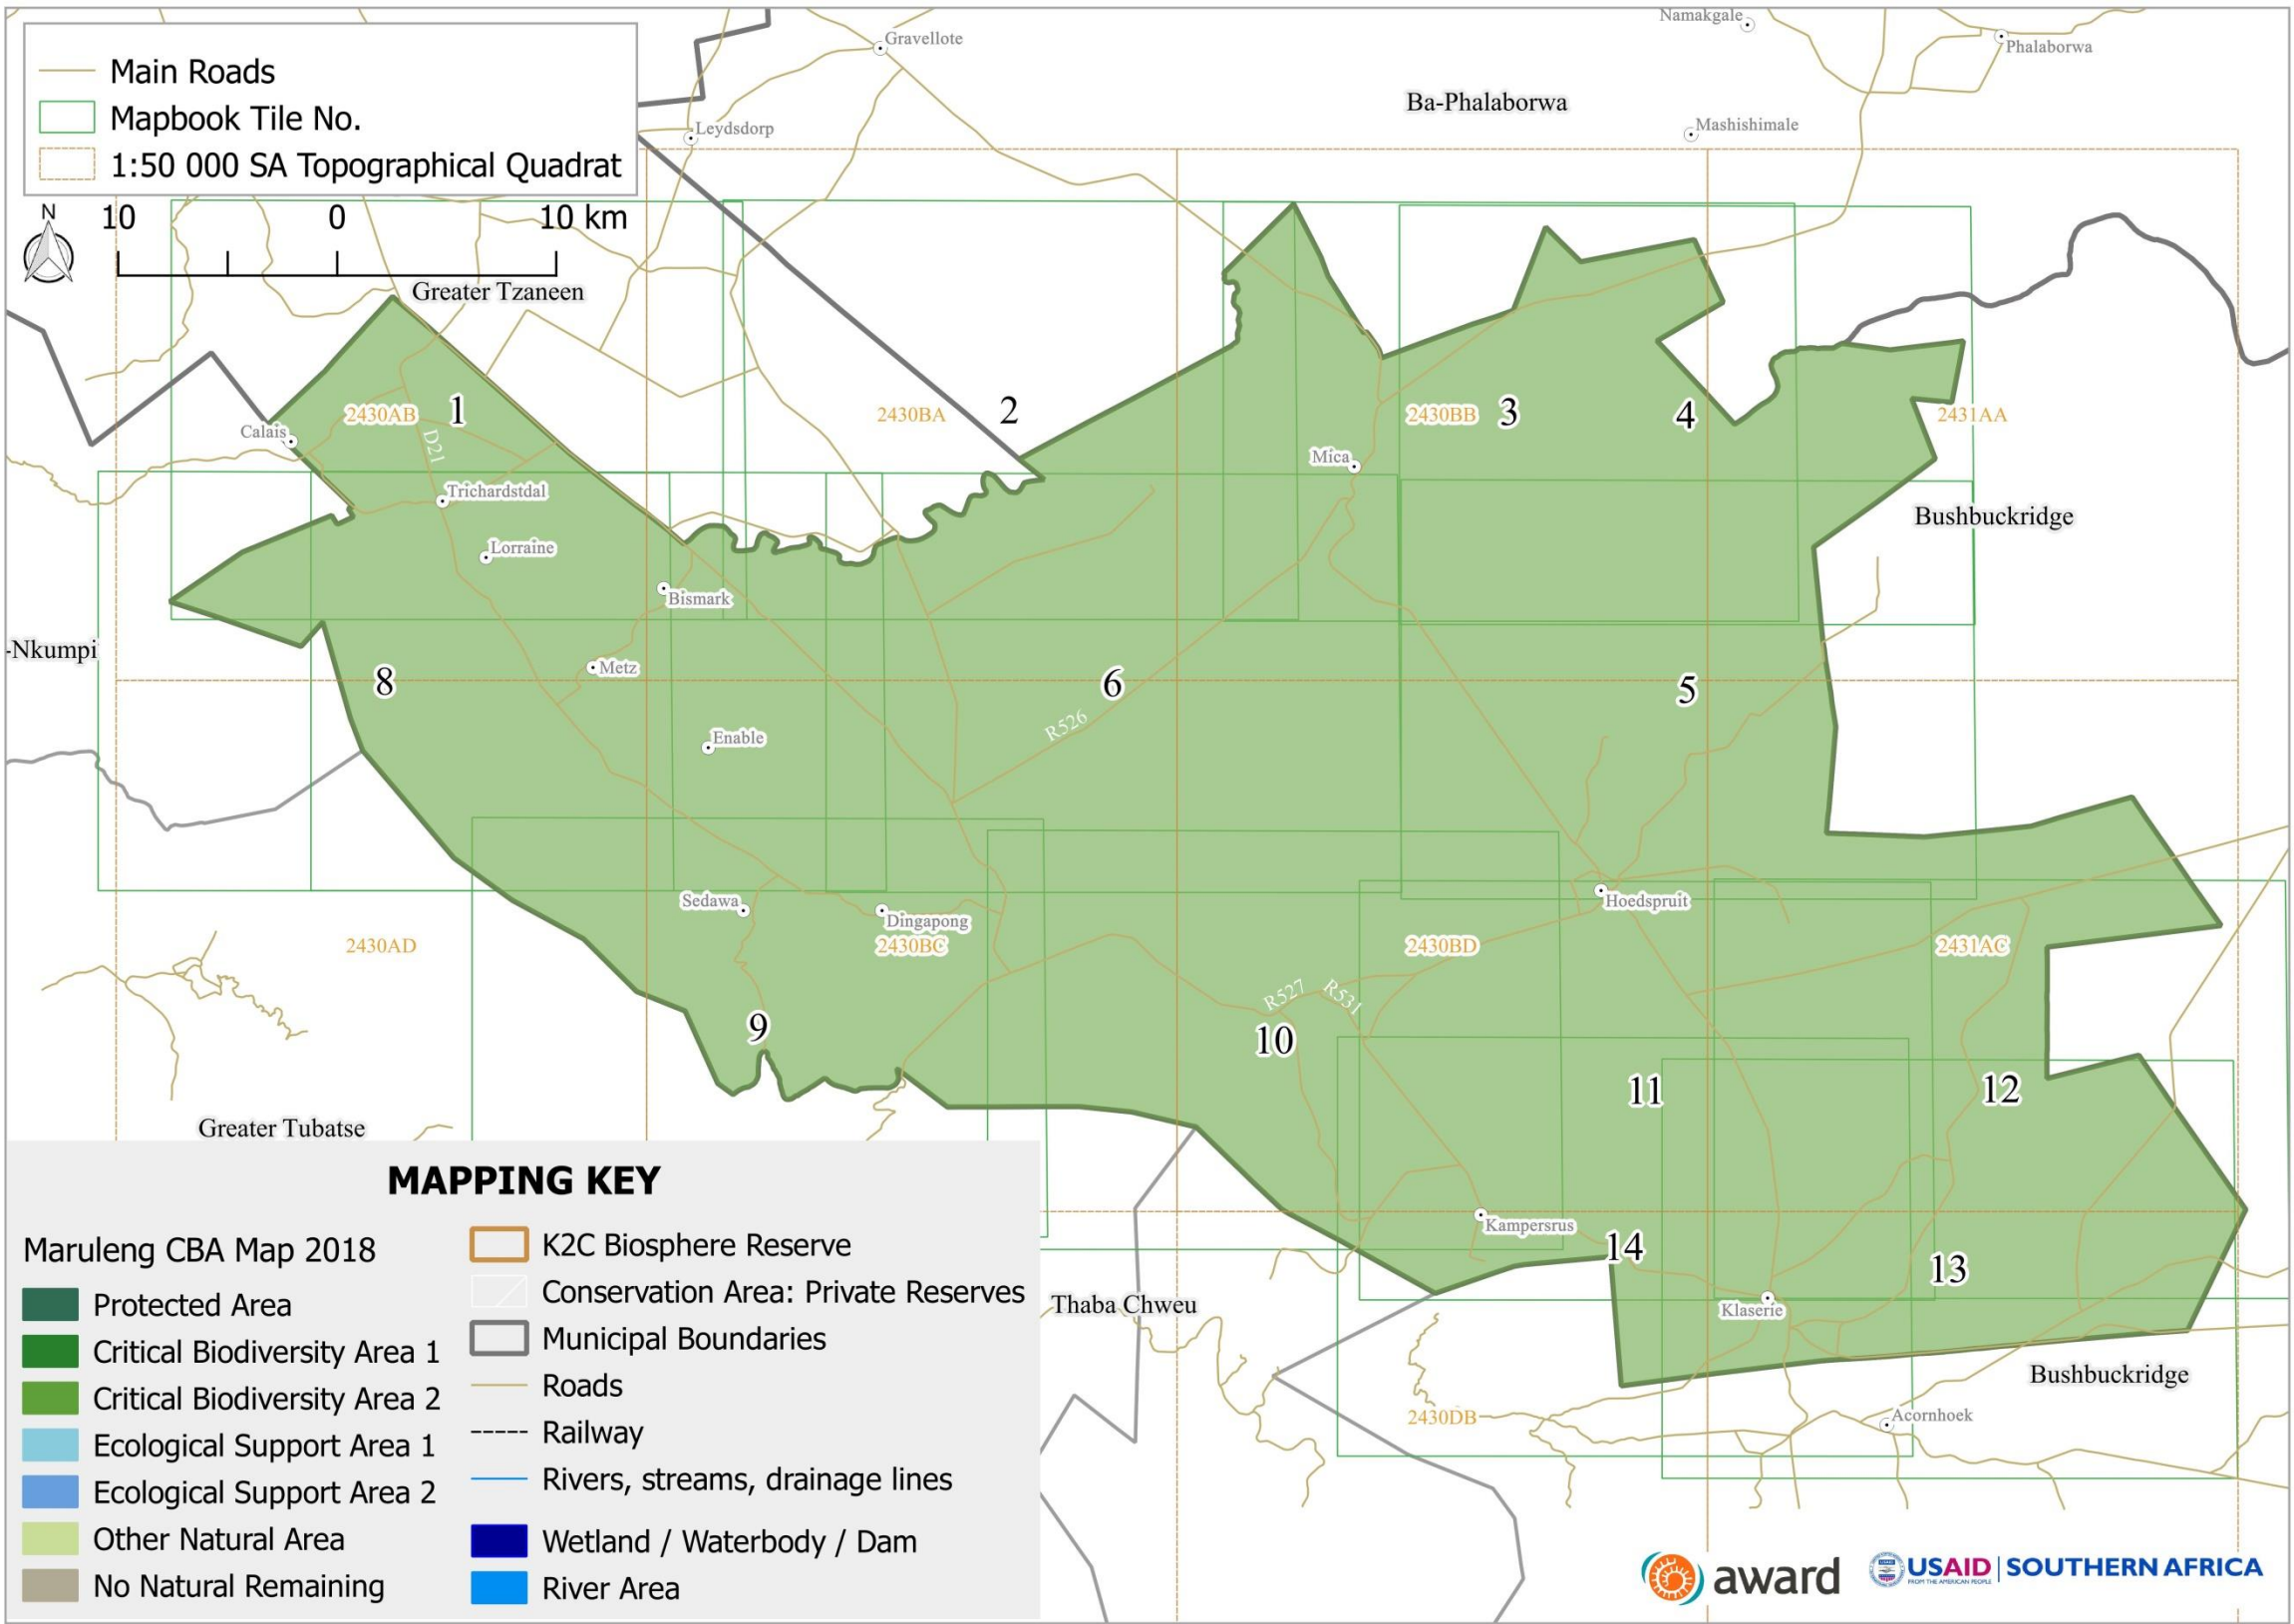 Main Roads
Mapbook Tile No.
1:50 000 SA Topographical Quadrat
N
10 0 10 km
Namakgale
Gravellote
Phalaborwa
Ba-Phalaborwa
Leydsdorp
Mashishimale
Greater Tzaneen
1
2
3
4
2430AB
2430BA
2430BB
2431AA
Calais
D21
Mica
Trichardstdal
Bushbuckridge
Lorraine
Bismark
-Nkumpi
Metz
8
6
5
R526
Enable
Sedawa
Dingapong
Hoedspruit
2430AD
2430BC
2430BD
2431AC
R527
R531
9
10
11
12
Greater Tubatse
Kampersrus
14
13
Thaba Chweu
Klaserie
Bushbuckridge
2430DB
Acornhoek
MAPPING KEY
Maruleng CBA Map 2018
Protected Area
Critical Biodiversity Area 1
Critical Biodiversity Area 2
Ecological Support Area 1
Ecological Support Area 2
Other Natural Area
No Natural Remaining
K2C Biosphere Reserve
Conservation Area: Private Reserves
Municipal Boundaries
Roads
Railway
Rivers, streams, drainage lines
Wetland / Waterbody / Dam
River Area
award
USAID | SOUTHERN AFRICA
FROM THE AMERICAN PEOPLE